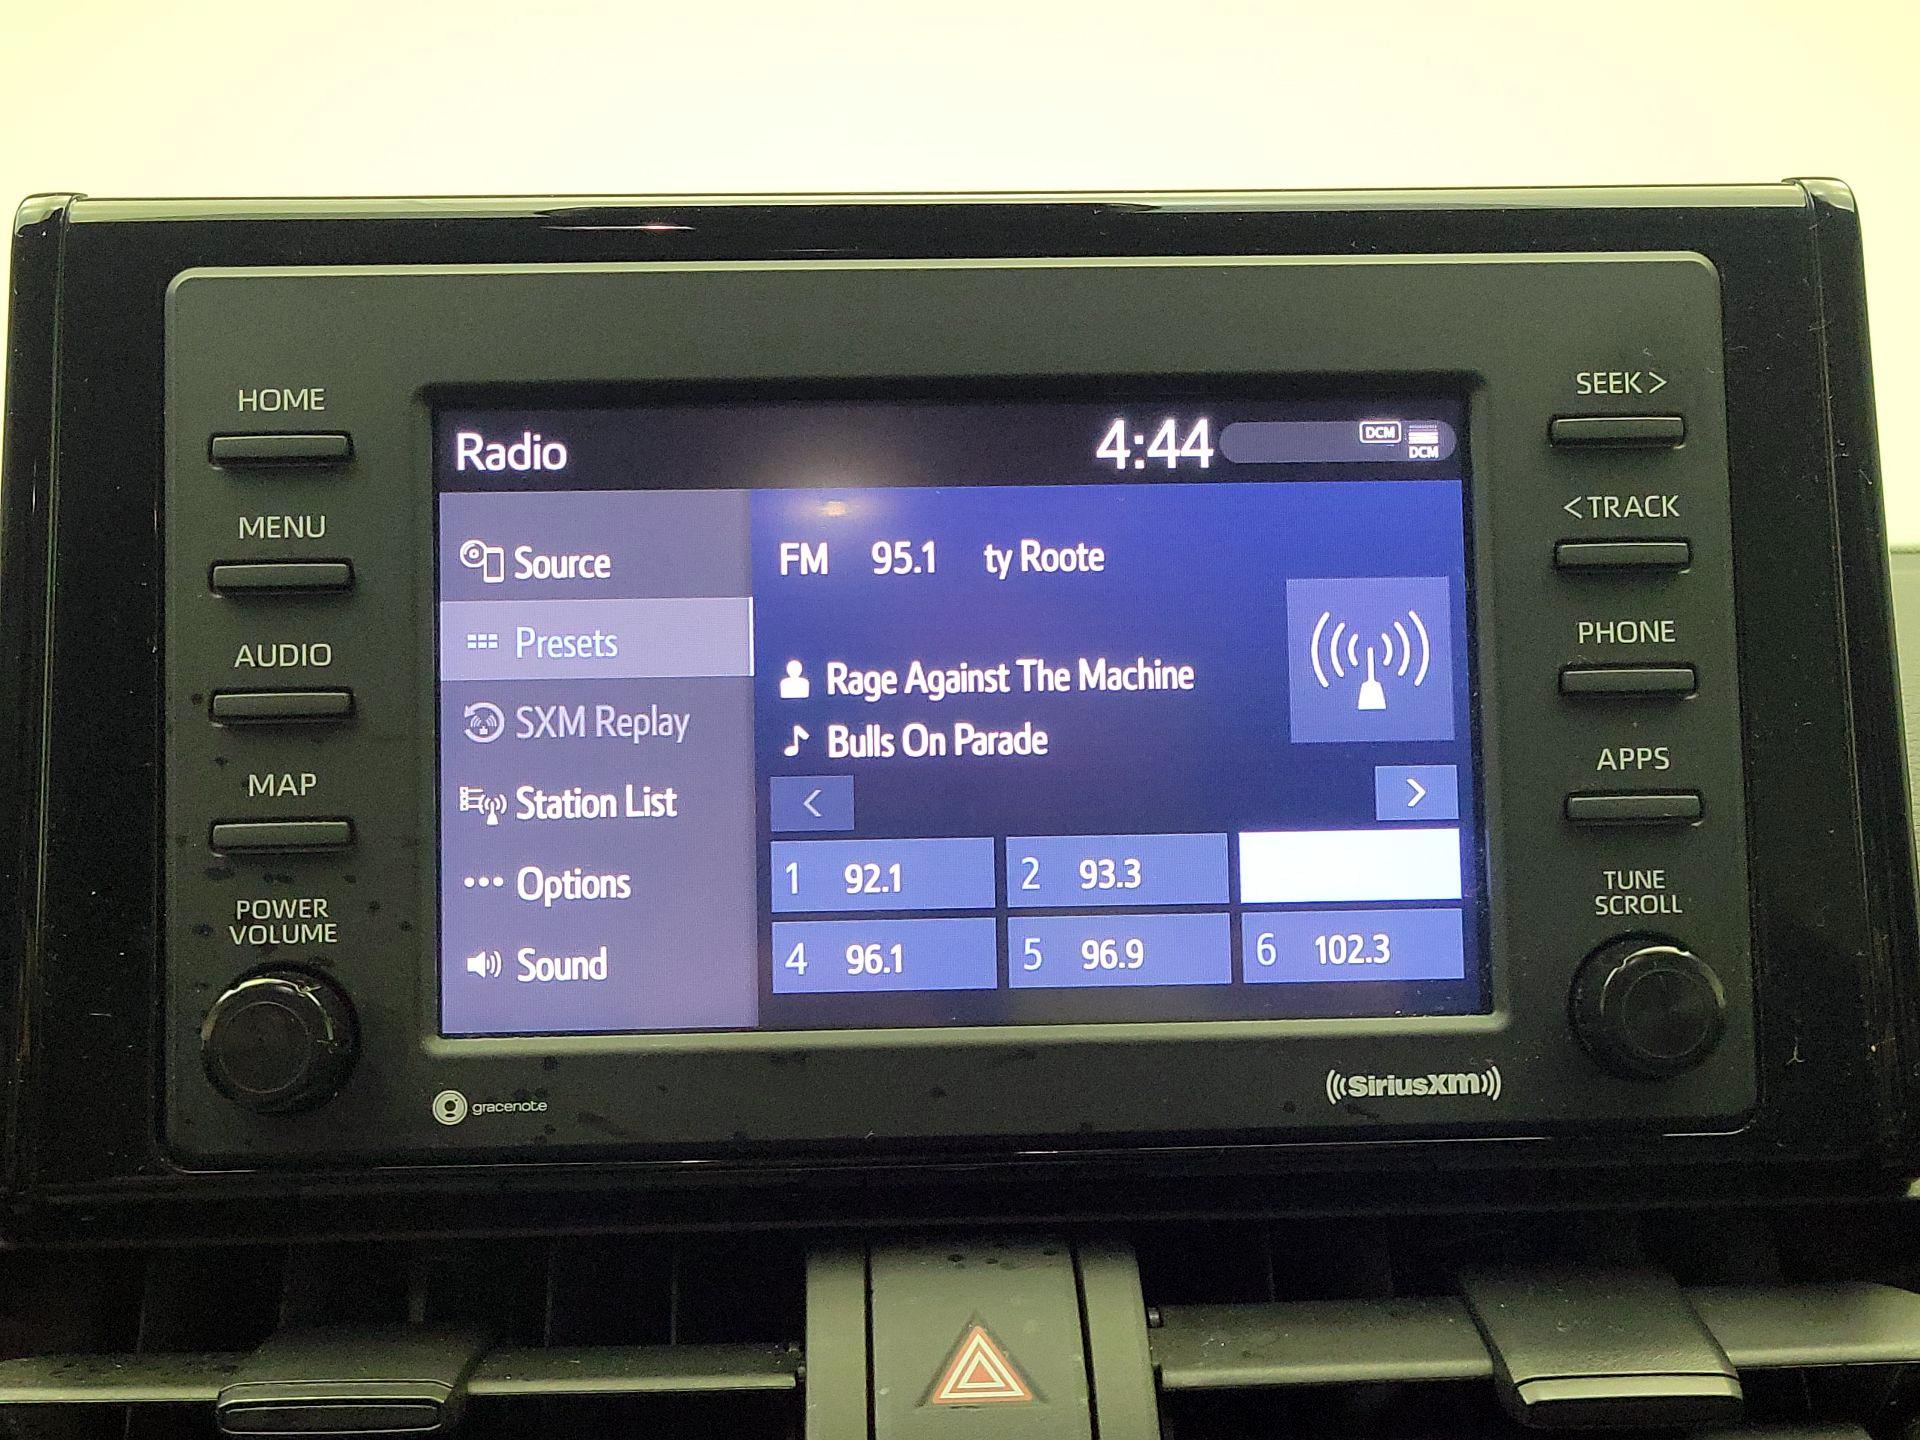 HOME
MENU
AUDIO
MAP
POWER
VOLUME
Radio
4:44
DCM
DCM
Source
Presets
SXM Replay
Station List
••• Options
Sound
FM 95.1 ty Roote
Rage Against The Machine
Bulls On Parade
< >
1 92.1
2 93.3
4 96.1
5 96.9
6 102.3
SEEK >
< TRACK
PHONE
APPS
TUNE
SCROLL
gracenote
((SiriusXM))